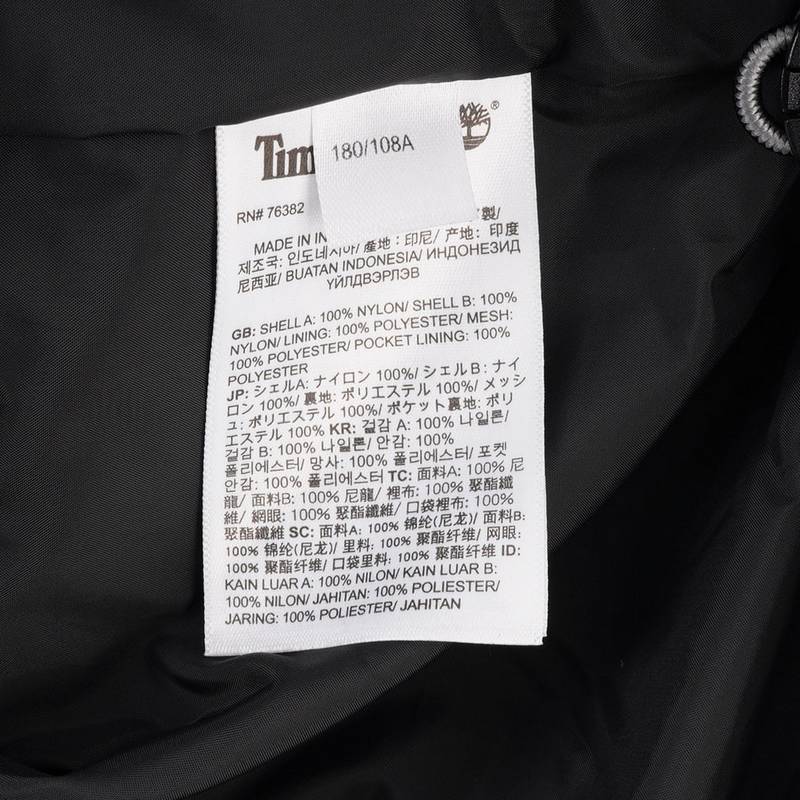 Tim
®
180/108A
RN# 76382
製/
MADE IN IN
제조국: 인도네시아/ 產地：印尼/ 产地：印度
尼西亚/ BUATAN INDONESIA/ ИНДОНЕЗИД
ҮЙЛДВЭРЛЭВ
GB: SHELL A: 100% NYLON/ SHELL B: 100%
NYLON/ LINING: 100% POLYESTER/ MESH:
100% POLYESTER/ POCKET LINING: 100%
POLYESTER
JP: シェルA: ナイロン 100%/ シェルB : ナイ
ロン 100%/ 裏地: ポリエステル 100%/ メッシ
ュ: ポリエステル 100%/ ポケット裏地: ポリ
エステル 100% KR: 겉감 A: 100% 나일론/
겉감 B: 100% 나일론/ 안감: 100%
폴리에스터/ 망사: 100% 폴리에스터/ 포켓
안감: 100% 폴리에스터 TC: 面料A: 100% 尼
龍/ 面料B: 100% 尼龍/ 裡布: 100% 聚酯纖
維/ 網眼: 100% 聚酯纖維/ 口袋裡布: 100%
聚酯纖維 SC: 面料A: 100% 锦纶(尼龙)/ 面料B:
100% 锦纶(尼龙)/ 里料: 100% 聚酯纤维/ 网眼:
100% 聚酯纤维/ 口袋里料: 100% 聚酯纤维 ID:
KAIN LUAR A: 100% NILON/ KAIN LUAR B:
100% NILON/ JAHITAN: 100% POLIESTER/
JARING: 100% POLIESTER/ JAHITAN